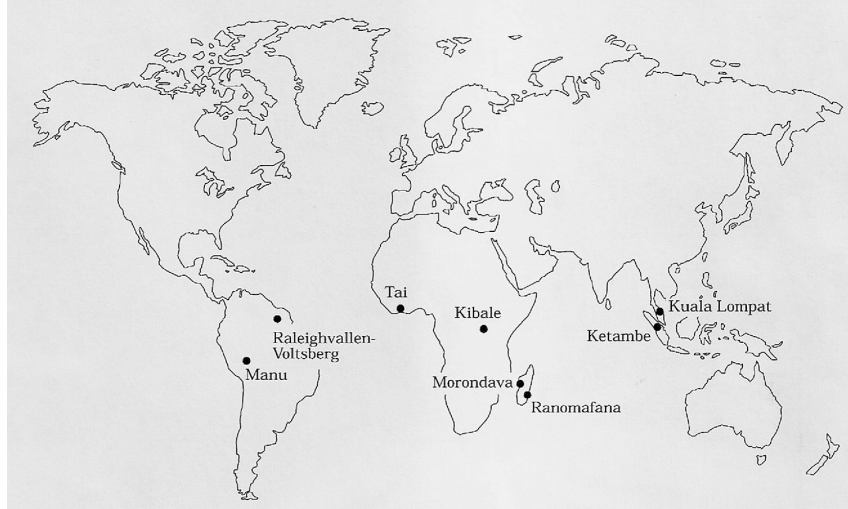 Tai
Kibale
Kuala Lompat
Raleighvallen-
Voltsberg
Ketambe
Manu
Morondava
Ranomafana